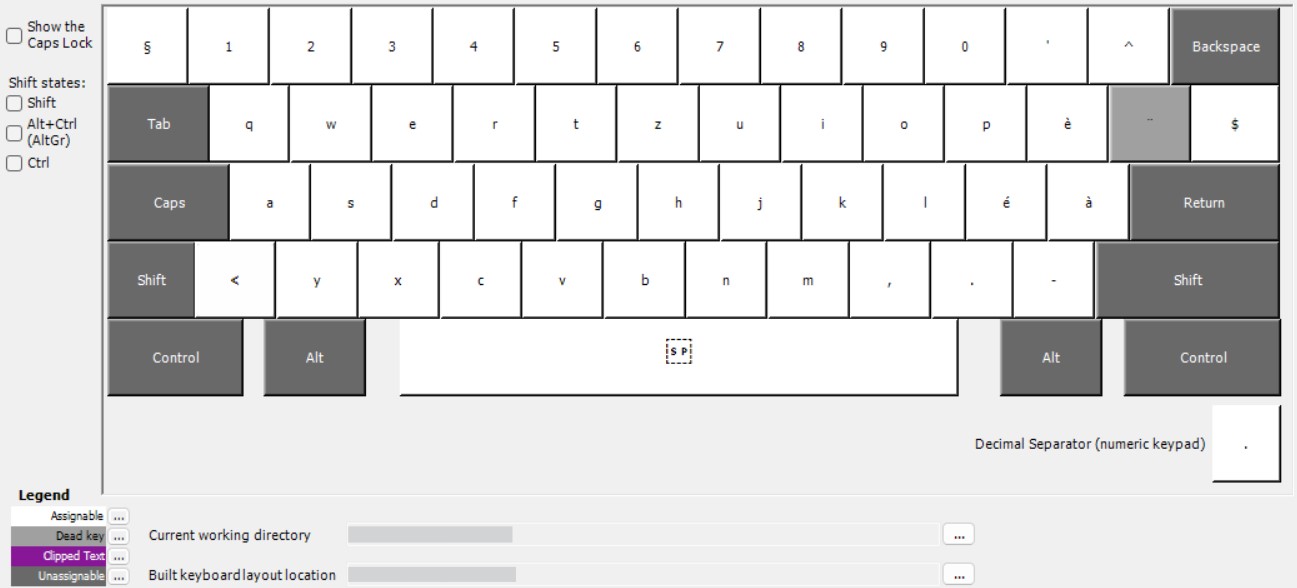 Show the
Caps Lock
Shift states:
Shift
Alt+Ctrl
(AltGr)
Ctrl
§ 1 2 3 4 5 6 7 8 9 0 ' ^ Backspace
Tab q w e r t z u i o p è ¨ $
Caps a s d f g h j k l é à Return
Shift < y x c v b n m , . - Shift
Control Alt SP Alt Control
Decimal Separator (numeric keypad) .
Legend
Assignable ...
Dead key ...
Clipped Text ...
Unassignable ...
Current working directory ...
Built keyboard layout location ...